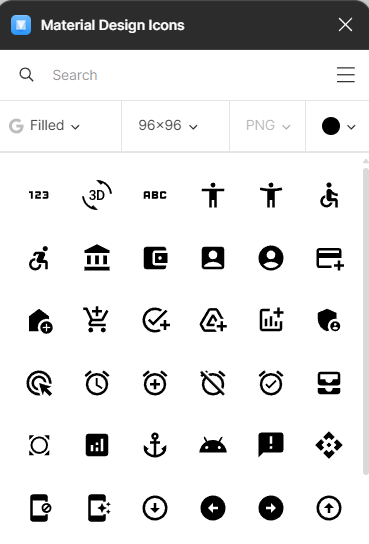 Material Design Icons
Search
Filled 96×96 PNG
123 3D ABC